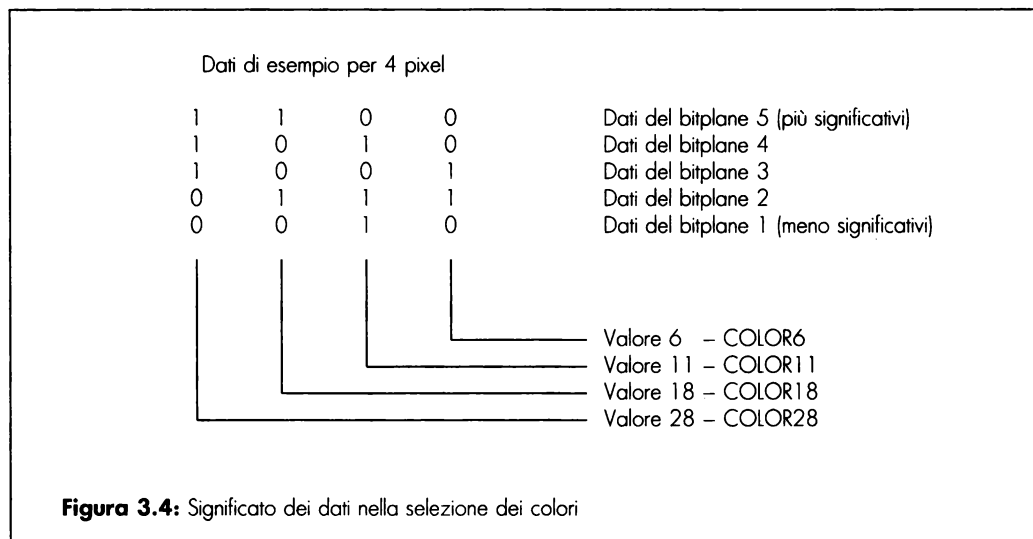 Dati di esempio per 4 pixel
1 1 0 0 Dati del bitplane 5 (più significativi)
1 0 1 0 Dati del bitplane 4
1 0 0 1 Dati del bitplane 3
0 1 1 1 Dati del bitplane 2
0 0 1 0 Dati del bitplane 1 (meno significativi)
Valore 6 – COLOR6
Valore 11 – COLOR11
Valore 18 – COLOR18
Valore 28 – COLOR28
Figura 3.4: Significato dei dati nella selezione dei colori